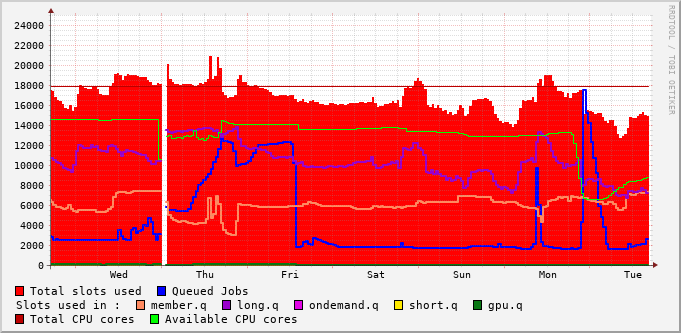 RRDTOOL / TOBI OETIKER
24000
22000
20000
18000
16000
14000
12000
10000
8000
6000
4000
2000
0
Wed Thu Fri Sat Sun Mon Tue
Total slots used Queued Jobs
Slots used in : member.q long.q ondemand.q short.q gpu.q
Total CPU cores Available CPU cores